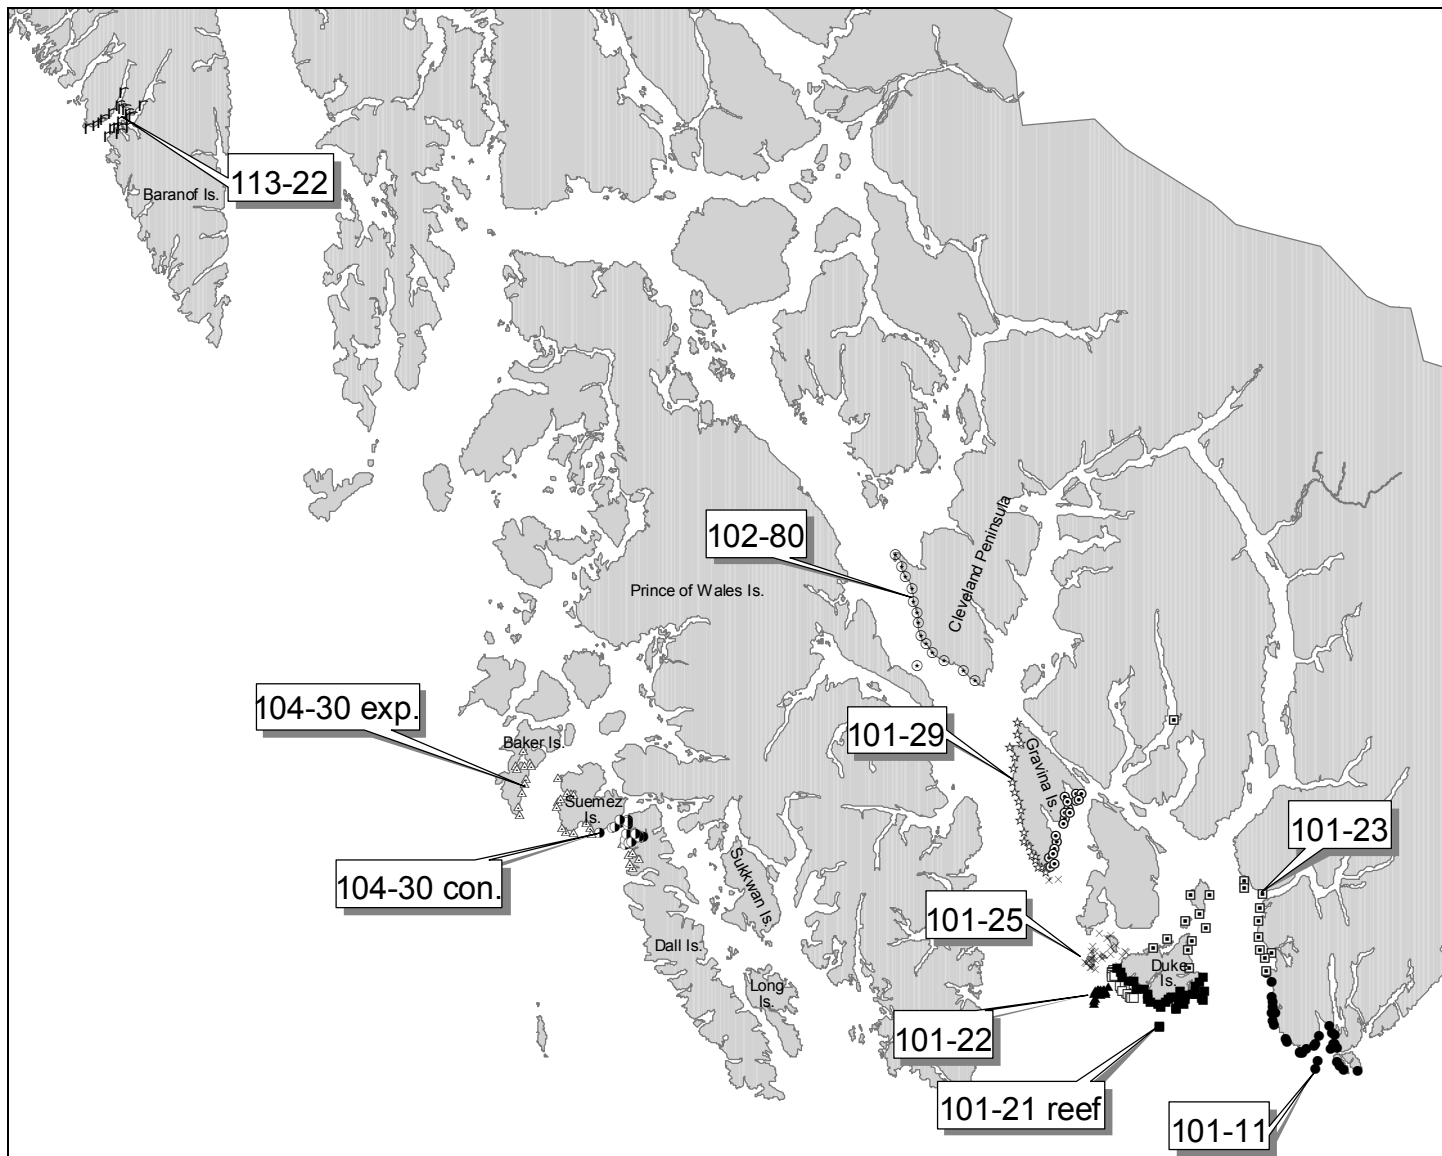 113-22
Baranof Is.
102-80
Cleveland Peninsula
Prince of Wales Is.
104-30 exp.
Baker Is.
101-29
Gravina Is.
Suemez
Is.
101-23
104-30 con.
Sukkwan Is.
101-25
Dall Is.
Duke
Is.
Long
Is.
101-22
101-21 reef
101-11